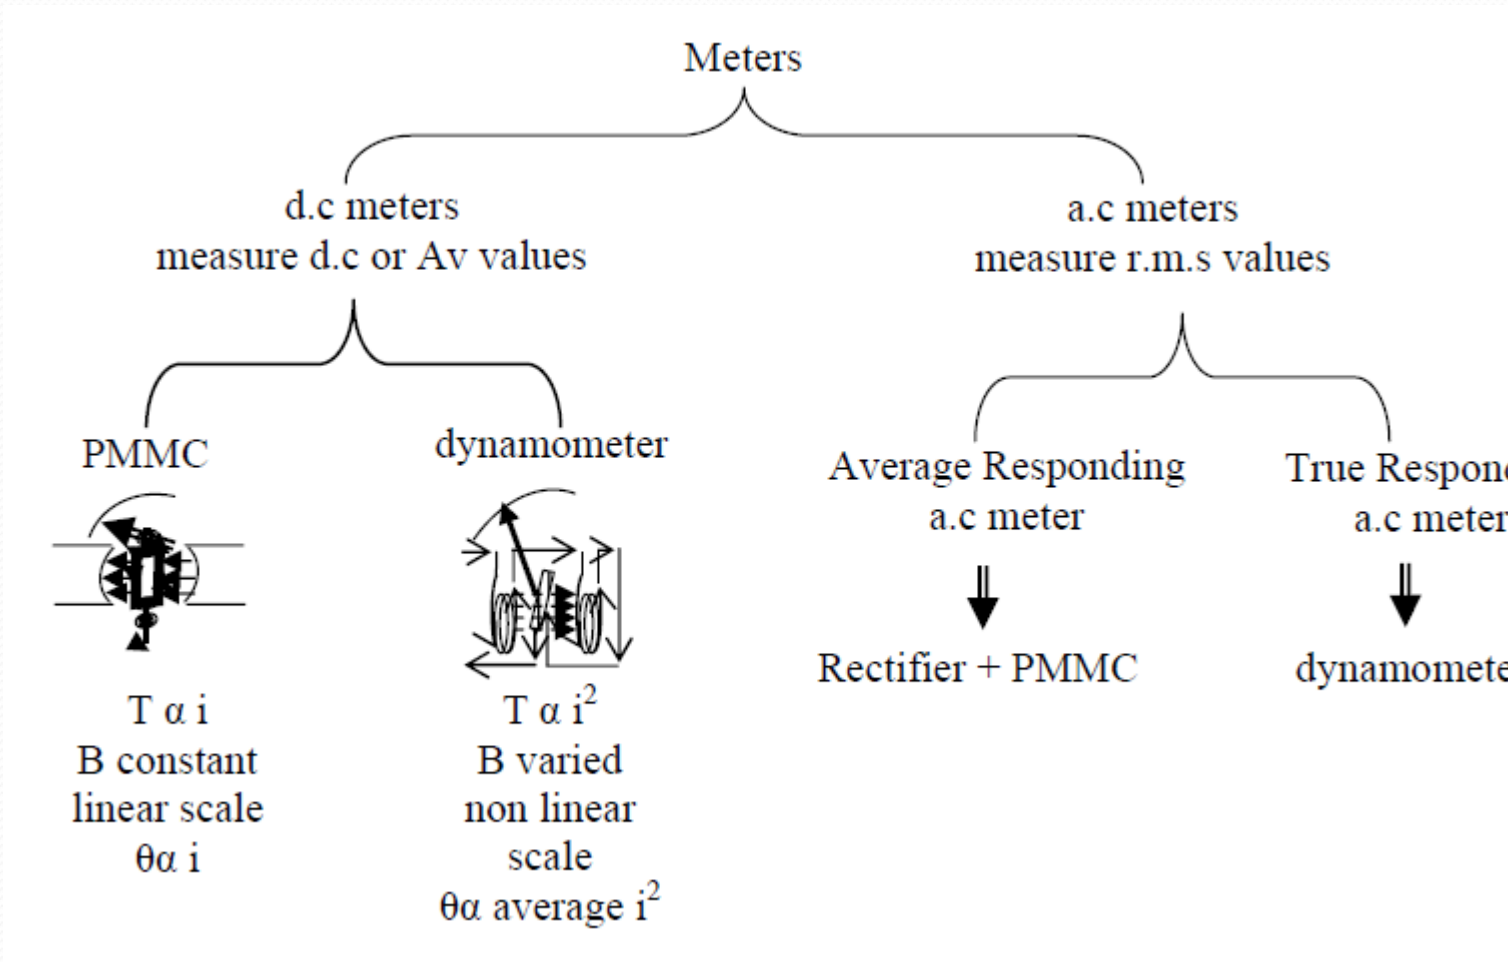 Meters
d.c meters
measure d.c or Av values
a.c meters
measure r.m.s values
PMMC
dynamometer
Average Responding
a.c meter
True
a.c meter
Rectifier + PMMC
T α i
B constant
linear scale
θα i
T α i²
B varied
non linear
scale
θα average i²